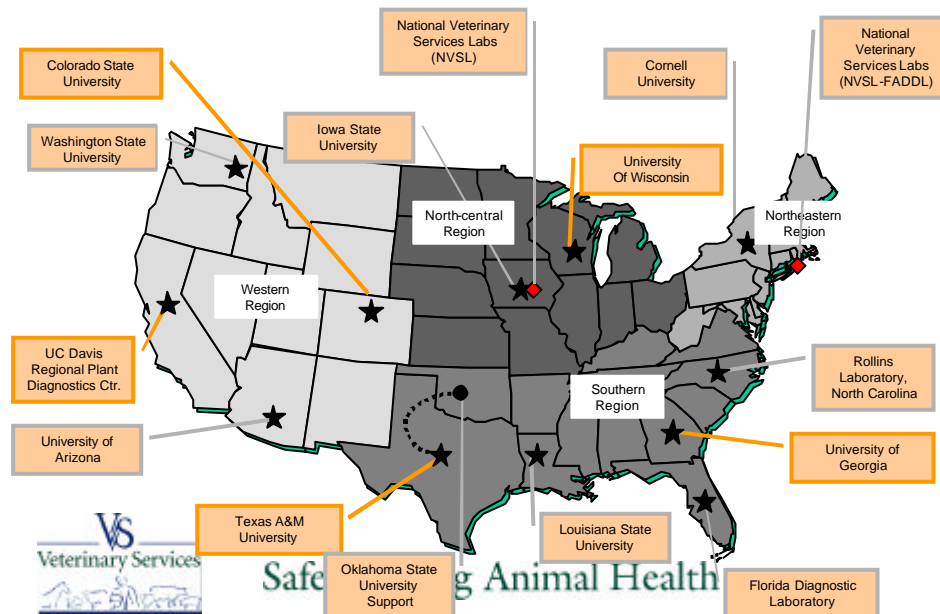 National
Veterinary
Services Labs
(NVSL)
National
Veterinary
Services Labs
(NVSL-FADDL)
Colorado State
University
Cornell
University
Washington State
University
Iowa State
University
University
Of Wisconsin
North-central
Region
Northeastern
Region
Western
Region
UC Davis
Regional Plant
Diagnostics Ctr.
Southern
Region
Rollins
Laboratory,
North Carolina
University of
Arizona
University of
Georgia
Texas A&M
University
Louisiana State
University
Oklahoma State
University
Support
Florida Diagnostic
Laboratory
VS
Veterinary Services
Safe
g Animal Health